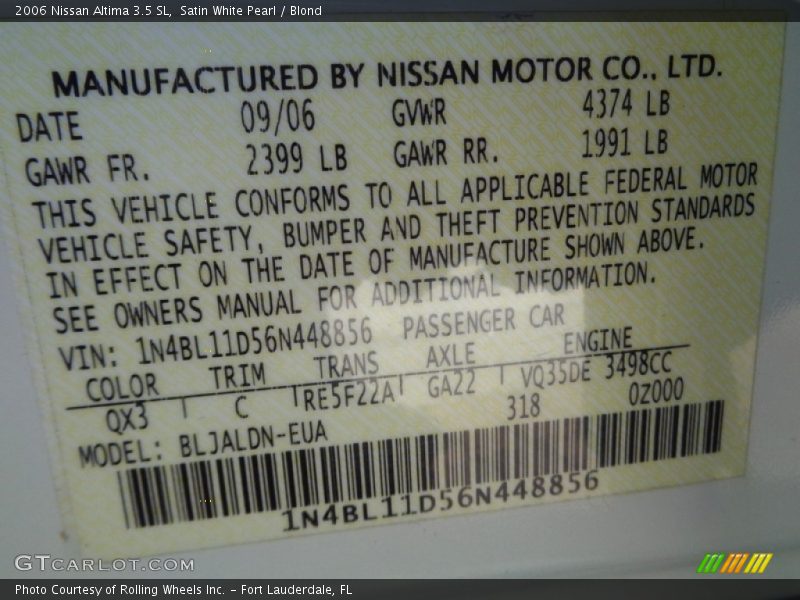 2006 Nissan Altima 3.5 SL,  Satin White Pearl / Blond
MANUFACTURED BY NISSAN MOTOR CO., LTD.
DATE 09/06 GVWR 4374 LB
GAWR FR. 2399 LB GAWR RR. 1991 LB
THIS VEHICLE CONFORMS TO ALL APPLICABLE FEDERAL MOTOR
VEHICLE SAFETY, BUMPER AND THEFT PREVENTION STANDARDS
IN EFFECT ON THE DATE OF MANUFACTURE SHOWN ABOVE.
SEE OWNERS MANUAL FOR ADDITIONAL INFORMATION.
VIN: 1N4BL11D56N448856 PASSENGER CAR
COLOR TRIM TRANS AXLE ENGINE
QX3 C RE5F22A GA22 VQ35DE 3498CC
MODEL: BLJALDN-EUA 318 0Z000
1N4BL11D56N448856
GTCARLOT.COM
Photo Courtesy of Rolling Wheels Inc. – Fort Lauderdale, FL